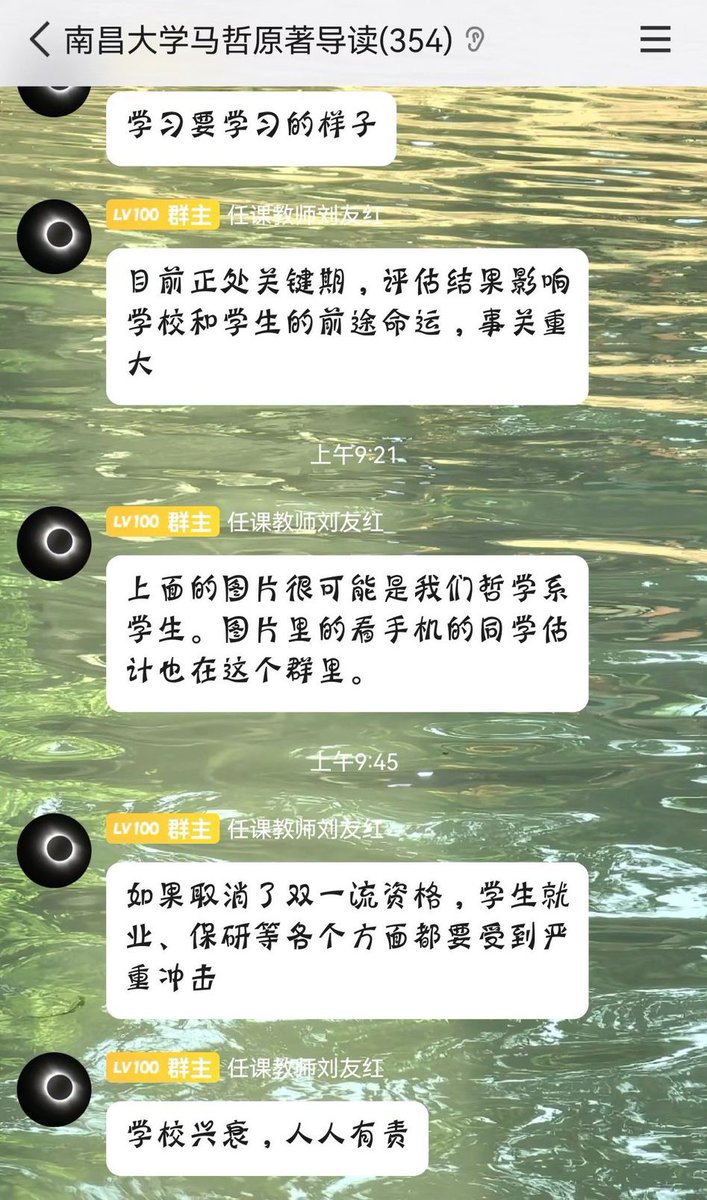 南昌大学马哲原著导读(354)
学习要学习的样子
LV100 群主 任课教师刘友红
目前正处关键期，评估结果影响
学校和学生的前途命运，事关重
大
上午9:21
LV100 群主 任课教师刘友红
上面的图片很可能是我们哲学系
学生。图片里的看手机的同学估
计也在这个群里。
上午9:45
LV100 群主 任课教师刘友红
如果取消了双一流资格，学生就
业、保研等各个方面都要受到严
重冲击
LV100 群主 任课教师刘友红
学校兴衰，人人有责